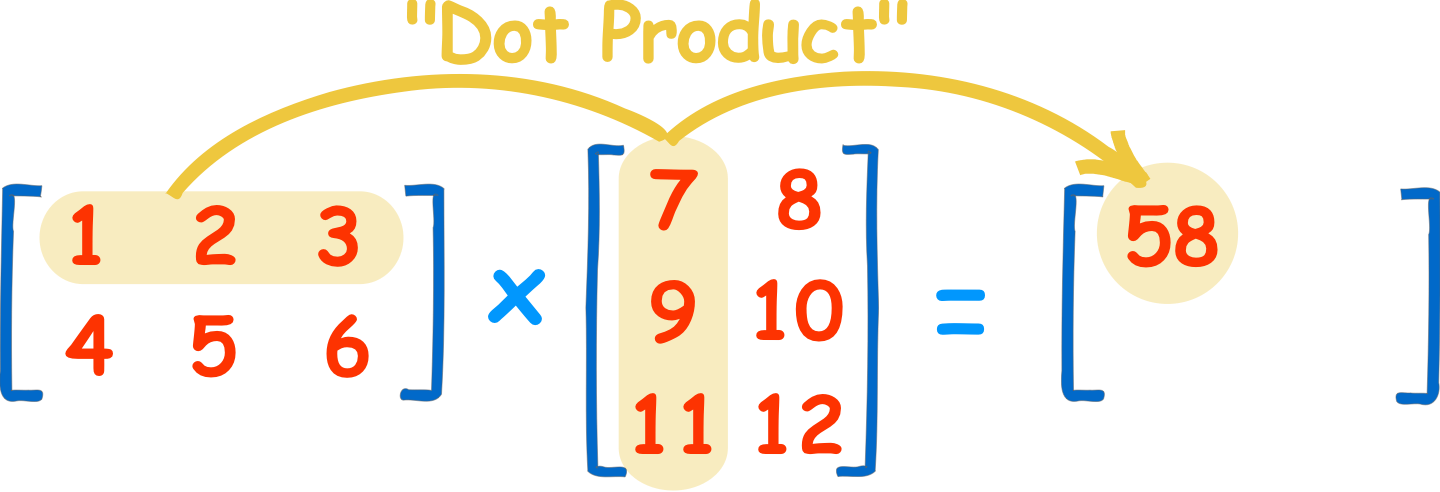 "Dot Product"
[1 2 3] [7 8] [58 ]
[4 5 6] × [9 10] = [ ]
[11 12]